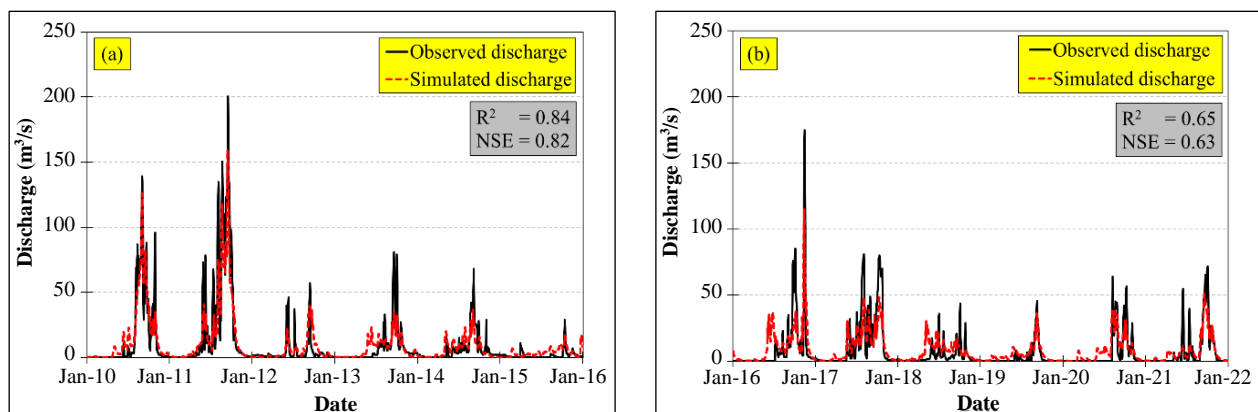 (a)
Observed discharge
Simulated discharge
R² = 0.84
NSE = 0.82
Discharge (m³/s)
250
200
150
100
50
0
Jan-10 Jan-11 Jan-12 Jan-13 Jan-14 Jan-15 Jan-16
Date
(b)
Observed discharge
Simulated discharge
R² = 0.65
NSE = 0.63
Discharge (m³/s)
250
200
150
100
50
0
Jan-16 Jan-17 Jan-18 Jan-19 Jan-20 Jan-21 Jan-22
Date